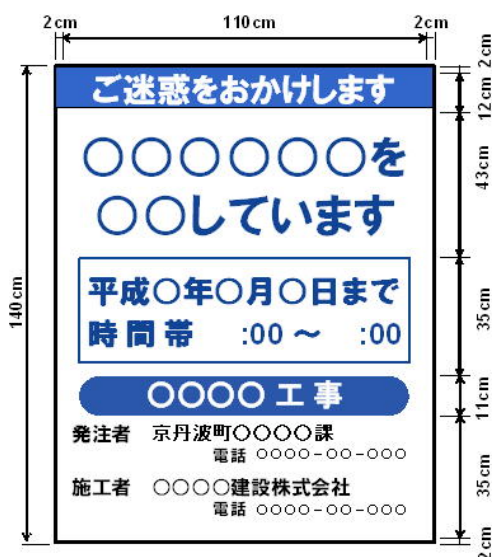 2cm 110cm 2cm
2cm
ご迷惑をおかけします
12cm
○○○○○○を
43cm
○○しています
140cm
平成○年○月○日まで
35cm
時間帯 :00~ :00
○○○○工事
11cm
発注者 京丹波町○○○○課
電話 ○○○○-○○-○○○
35cm
施工者 ○○○○建設株式会社
電話 ○○○○-○○-○○○
2cm